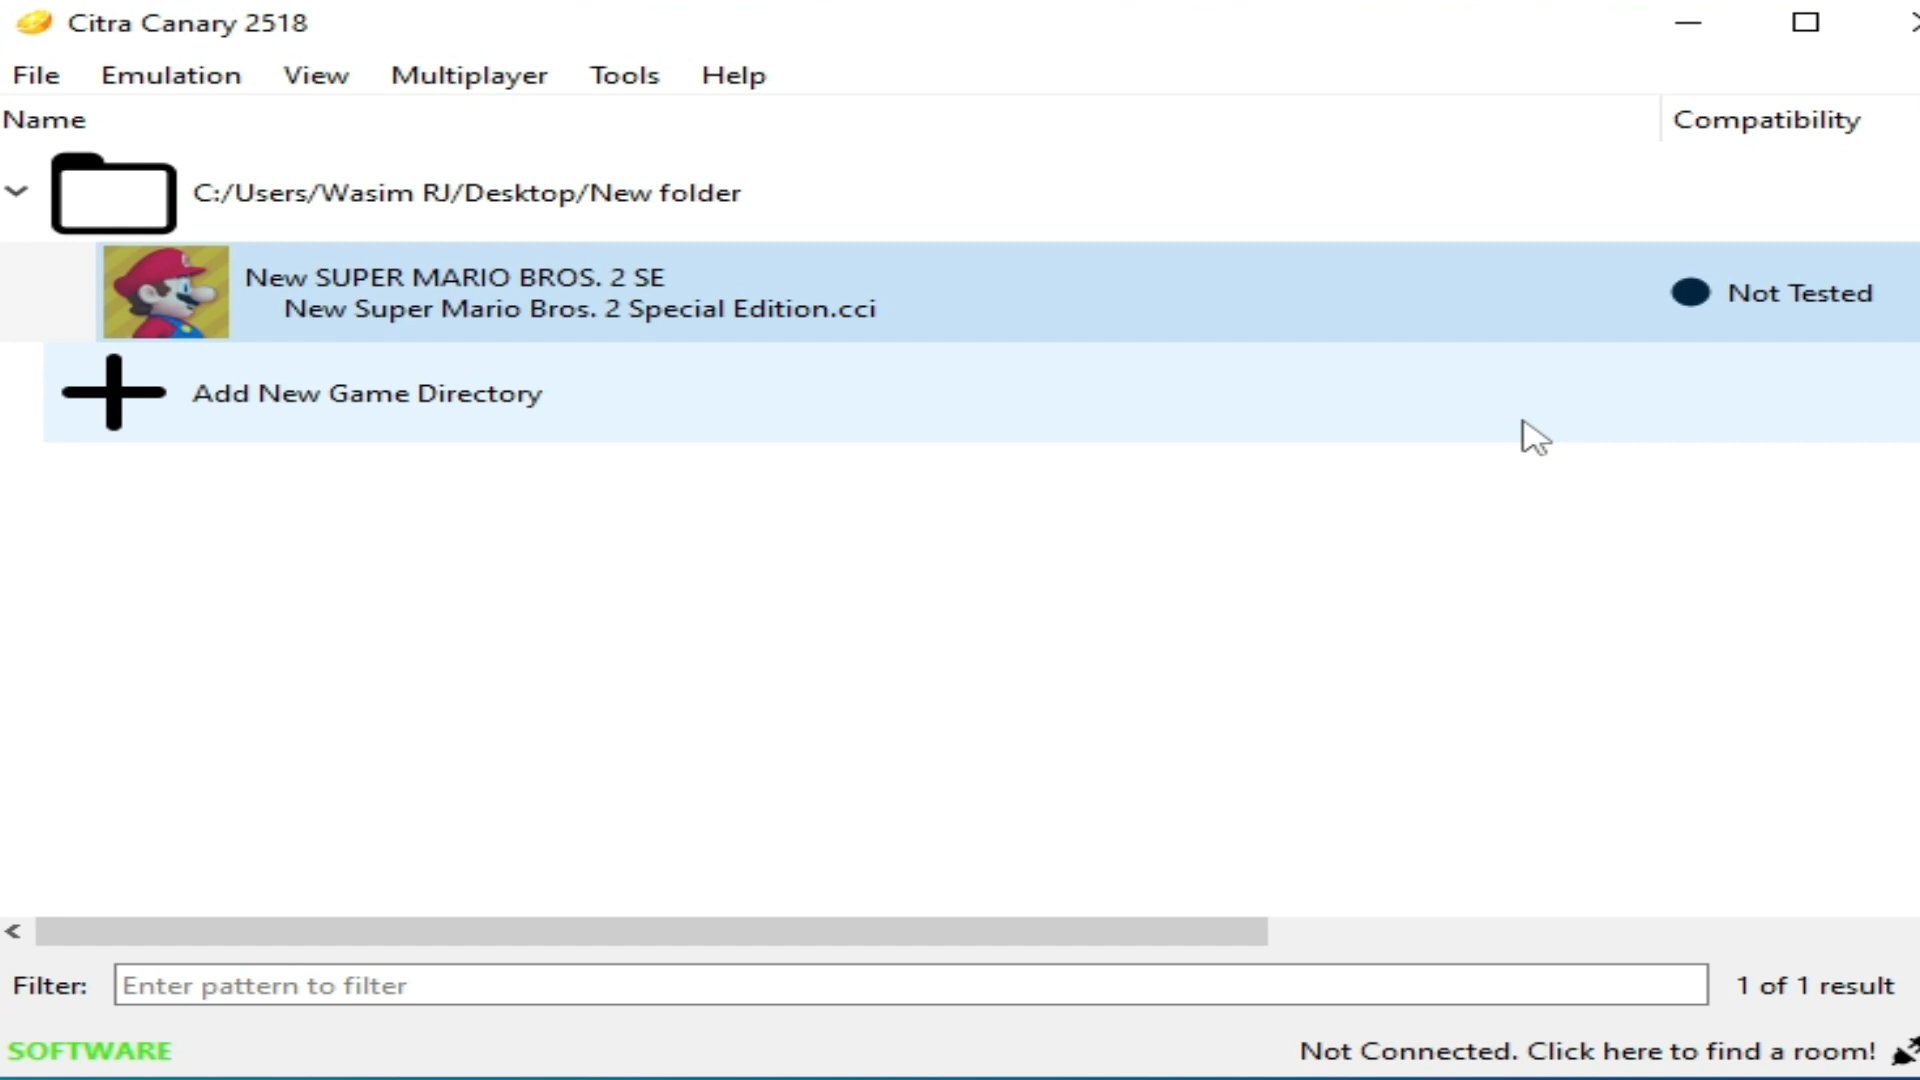 Citra Canary 2518
File Emulation View Multiplayer Tools Help
Name Compatibility
C:/Users/Wasim RJ/Desktop/New folder
New SUPER MARIO BROS. 2 SE
New Super Mario Bros. 2 Special Edition.cci
Not Tested
Add New Game Directory
Filter: Enter pattern to filter 1 of 1 result
SOFTWARE Not Connected. Click here to find a room!